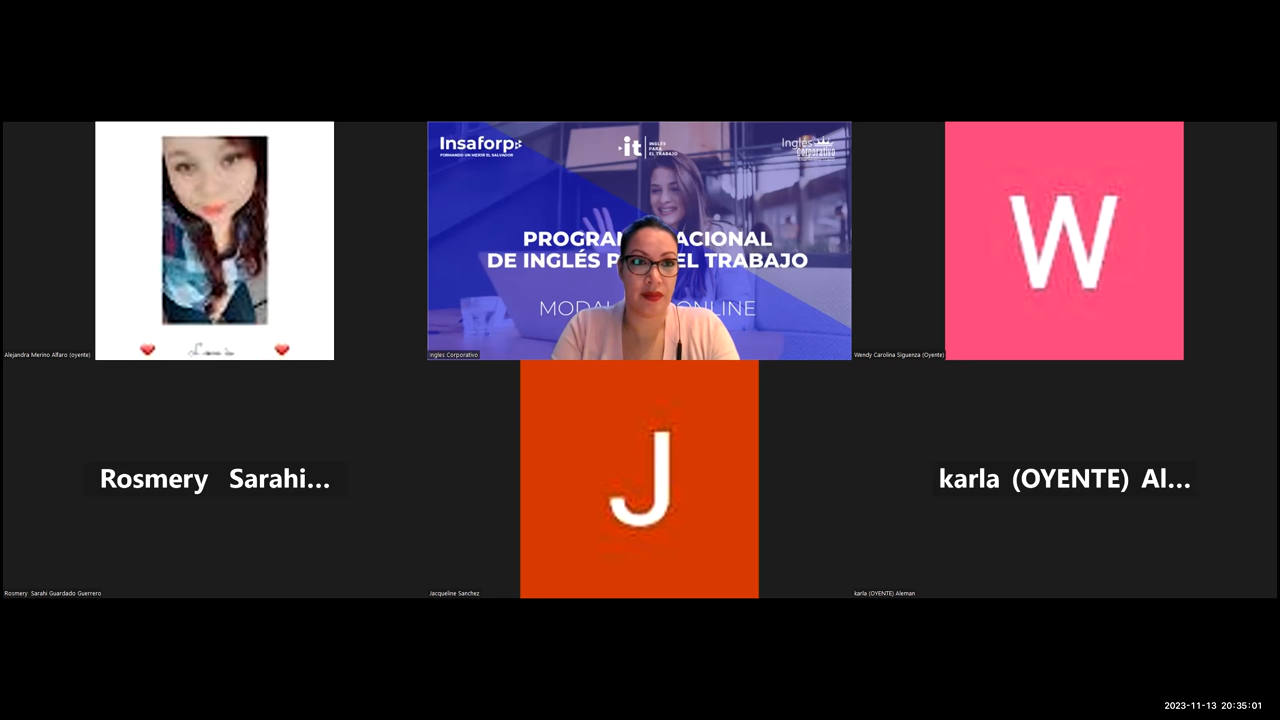 Insaforp
FORMANDO UN MEJOR EL SALVADOR
it
INGLÉS
PARA
EL TRABAJO
Inglés
Corporativo
PROGRAMA NACIONAL
DE INGLÉS PARA EL TRABAJO
MODALIDAD ONLINE
W
Alejandra Merino Alfaro (oyente)
Ingles Corporativo
Wendy Carolina Siguenza (Oyente)
Rosmery Sarahi...
J
karla (OYENTE) Al...
Rosmery Sarahi Guardado Guerrero
Jacqueline Sanchez
karla (OYENTE) Aleman
2023-11-13 20:35:01